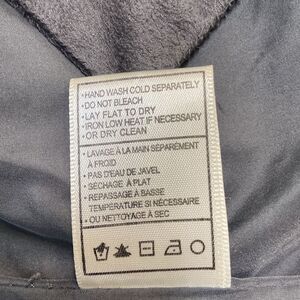 •HAND WASH COLD SEPARATELY
•DO NOT BLEACH
•LAY FLAT TO DRY
•IRON LOW HEAT IF NECESSARY
•OR DRY CLEAN
•LAVAGE À LA MAIN SÉPARÉMENT
À FROID
•PAS D'EAU DE JAVEL
•SÉCHAGE À PLAT
•REPASSAGE À BASSE
TEMPÉRATURE SI NÉCESSAIRE
•OU NETTOYAGE À SEC